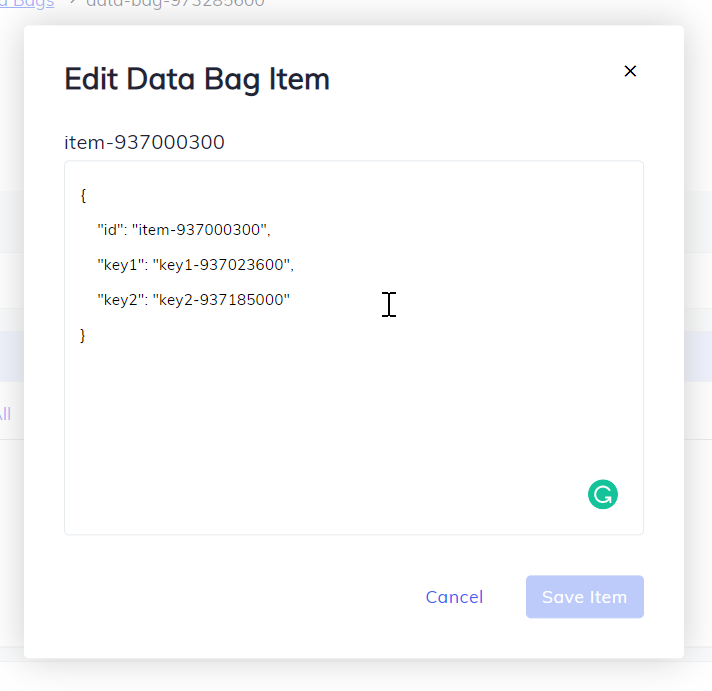 Bags > data-bag-973285600
Edit Data Bag Item
×
item-937000300
{
"id": "item-937000300",
"key1": "key1-937023600",
"key2": "key2-937185000"
}
All
Cancel
Save Item